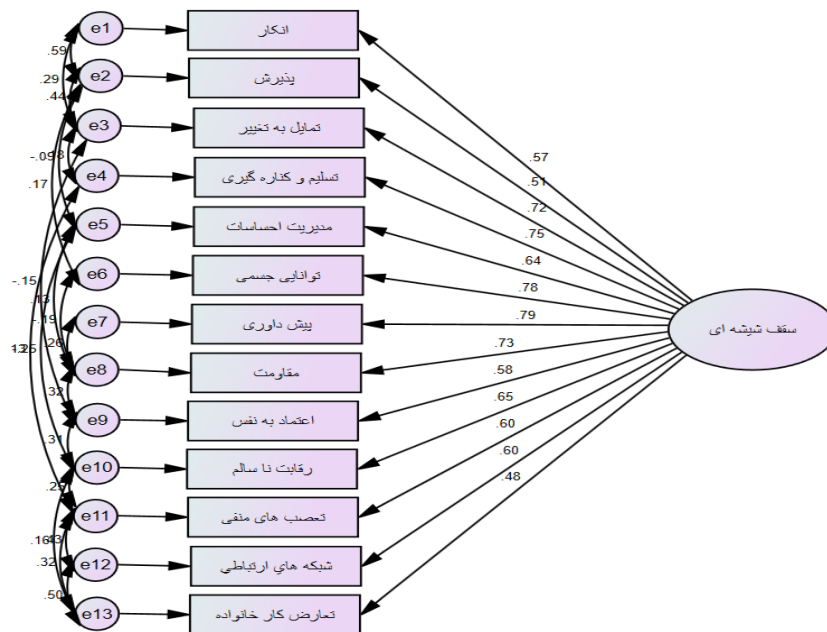 e1
انکار
.59
e2
پذیرش
.29
.44
e3
تمایل به تغییر
.57
-.09
.51
e4
تسلیم و کناره گیری
.72
.17
.75
e5
مدیریت احساسات
.64
e6
توانایی جسمی
.78
-.15
.13
e7
پیش داوری
.79
سقف شیشه ای
-.19
.26
e8
مقاومت
.73
.58
.32
e9
اعتماد به نفس
.65
.31
.60
e10
رقابت نا سالم
.60
.25
.48
e11
تعصب های منفی
.43
.32
e12
شبکه هاي ارتباطي
.50
e13
تعارض کار خانواده